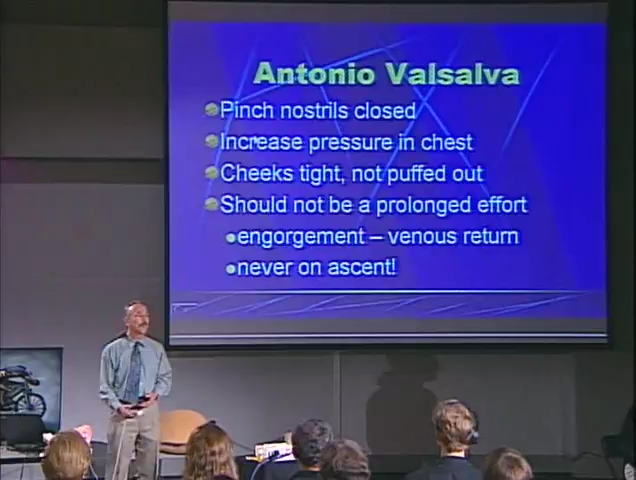 Antonio Valsalva
Pinch nostrils closed
Increase pressure in chest
Cheeks tight, not puffed out
Should not be a prolonged effort
engorgement – venous return
never on ascent!